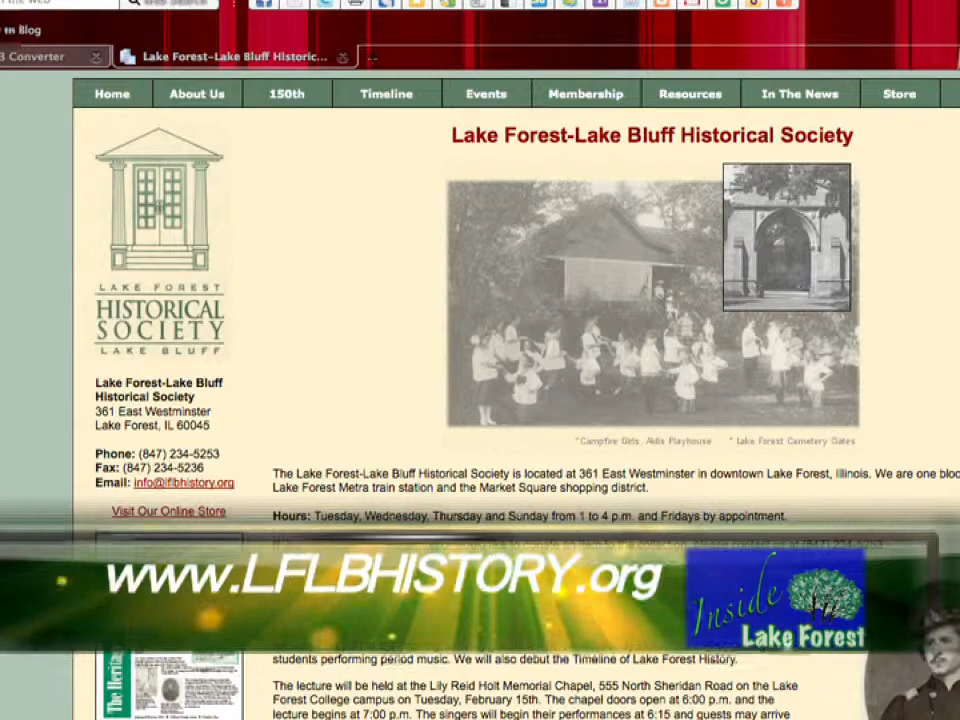 Blog
3 Converter
Lake Forest-Lake Bluff Historic...
Home
About Us
150th
Timeline
Events
Membership
Resources
In The News
Store
Lake Forest-Lake Bluff Historical Society
LAKE FOREST
HISTORICAL
SOCIETY
LAKE BLUFF
Lake Forest-Lake Bluff
Historical Society
361 East Westminster
Lake Forest, IL 60045
Phone: (847) 234-5253
Fax: (847) 234-5236
Email: info@lflbhistory.org
Visit Our Online Store
*Campfire Girls, Aldis Playhouse
* Lake Forest Cemetery Gates
The Lake Forest-Lake Bluff Historical Society is located at 361 East Westminster in downtown Lake Forest, Illinois. We are one bloc
Lake Forest Metra train station and the Market Square shopping district.
Hours: Tuesday, Wednesday, Thursday and Sunday from 1 to 4 p.m. and Fridays by appointment.
www.LFLBHISTORY.org
Inside
Lake Forest
students performing period music. We will also debut the Timeline of Lake Forest History.
The Heritag
The lecture will be held at the Lily Reid Holt Memorial Chapel, 555 North Sheridan Road on the Lake
Forest College campus on Tuesday, February 15th. The chapel doors open at 6:00 p.m. and the
lecture begins at 7:00 p.m. The singers will begin their performances at 6:15 and guests may arrive